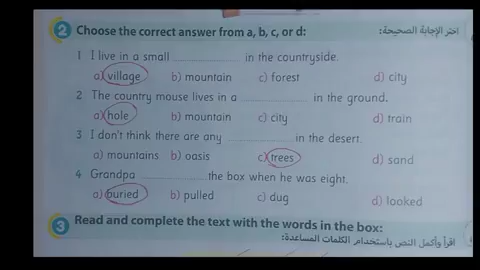 2 Choose the correct answer from a, b, c, or d: اختر الإجابة الصحيحة:
1 I live in a small ............ in the countryside.
a) village b) mountain c) forest d) city
2 The country mouse lives in a ............ in the ground.
a) hole b) mountain c) city d) train
3 I don't think there are any ............ in the desert.
a) mountains b) oasis c) trees d) sand
4 Grandpa ............ the box when he was eight.
a) buried b) pulled c) dug d) looked
3 Read and complete the text with the words in the box:
اقرأ وأكمل النص باستخدام الكلمات المساعدة: